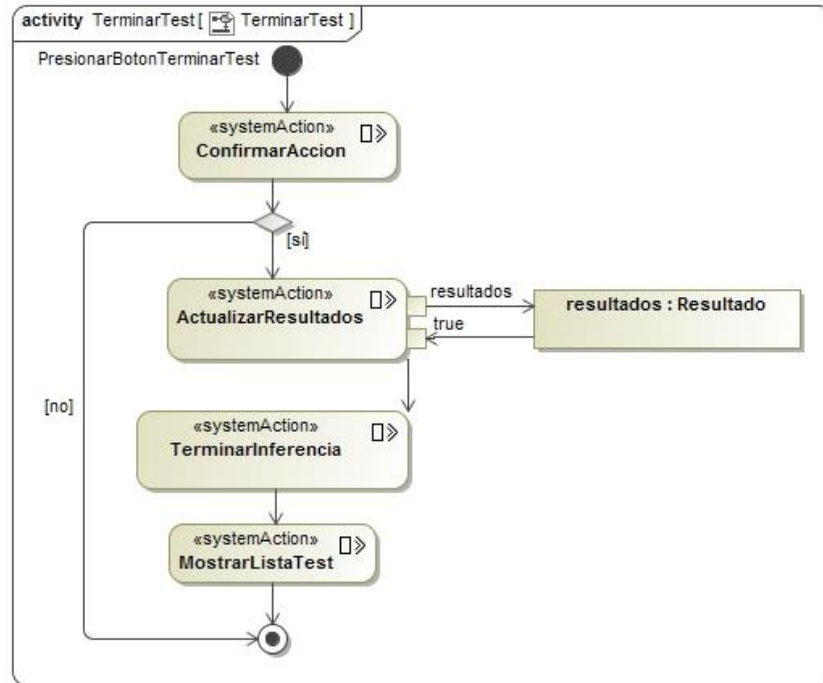 activity TerminarTest [ TerminarTest ]
PresionarBotonTerminarTest
«systemAction»
ConfirmarAccion
[si]
«systemAction»
ActualizarResultados
resultados
resultados : Resultado
true
[no]
«systemAction»
TerminarInferencia
«systemAction»
MostrarListaTest